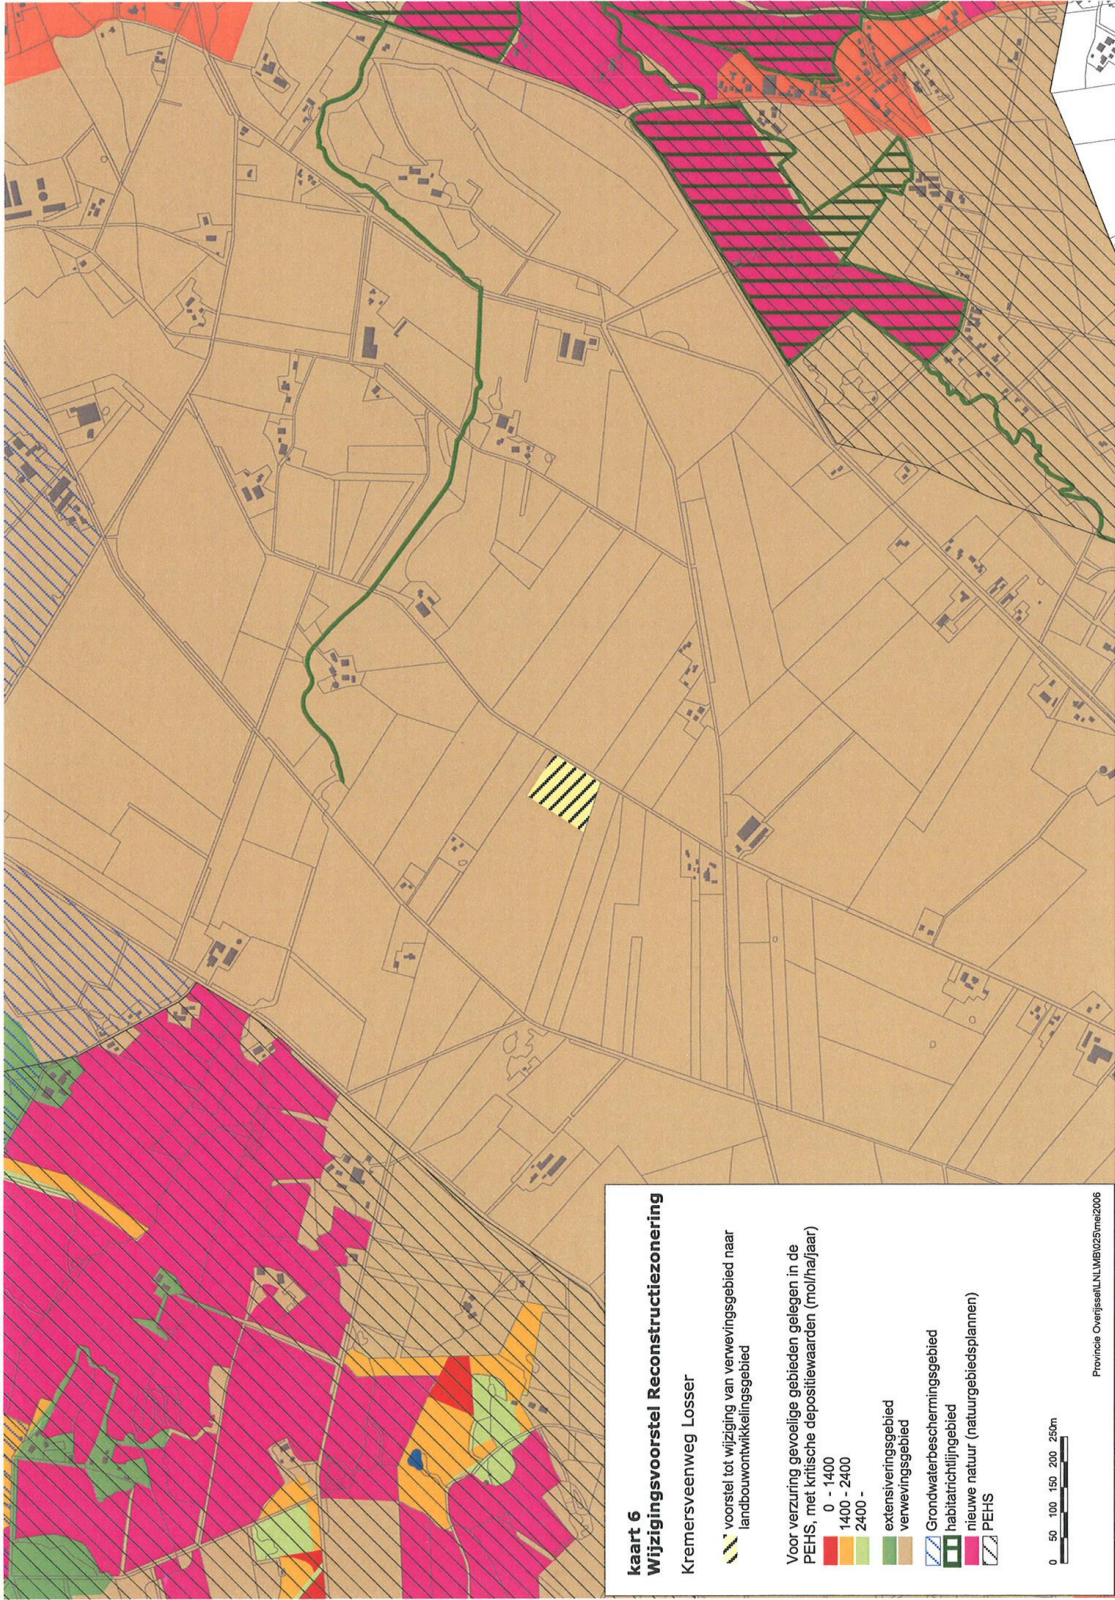 kaart 6
Wijzigingsvoorstel Reconstructiezonering
Kremersveenweg Losser
voorstel tot wijziging van verwevingsgebied naar
landbouwontwikkelingsgebied
Voor verzuring gevoelige gebieden gelegen in de
PEHS, met kritische depositiewaarden (mol/ha/jaar)
0 - 1400
1400 - 2400
2400 -
extensiveringsgebied
verwevingsgebied
Grondwaterbeschermingsgebied
habitatrichtlijngebied
nieuwe natuur (natuurgebiedsplannen)
PEHS
0 50 100 150 200 250m
Provincie Overijssel\LNL\MB\025\mei2006